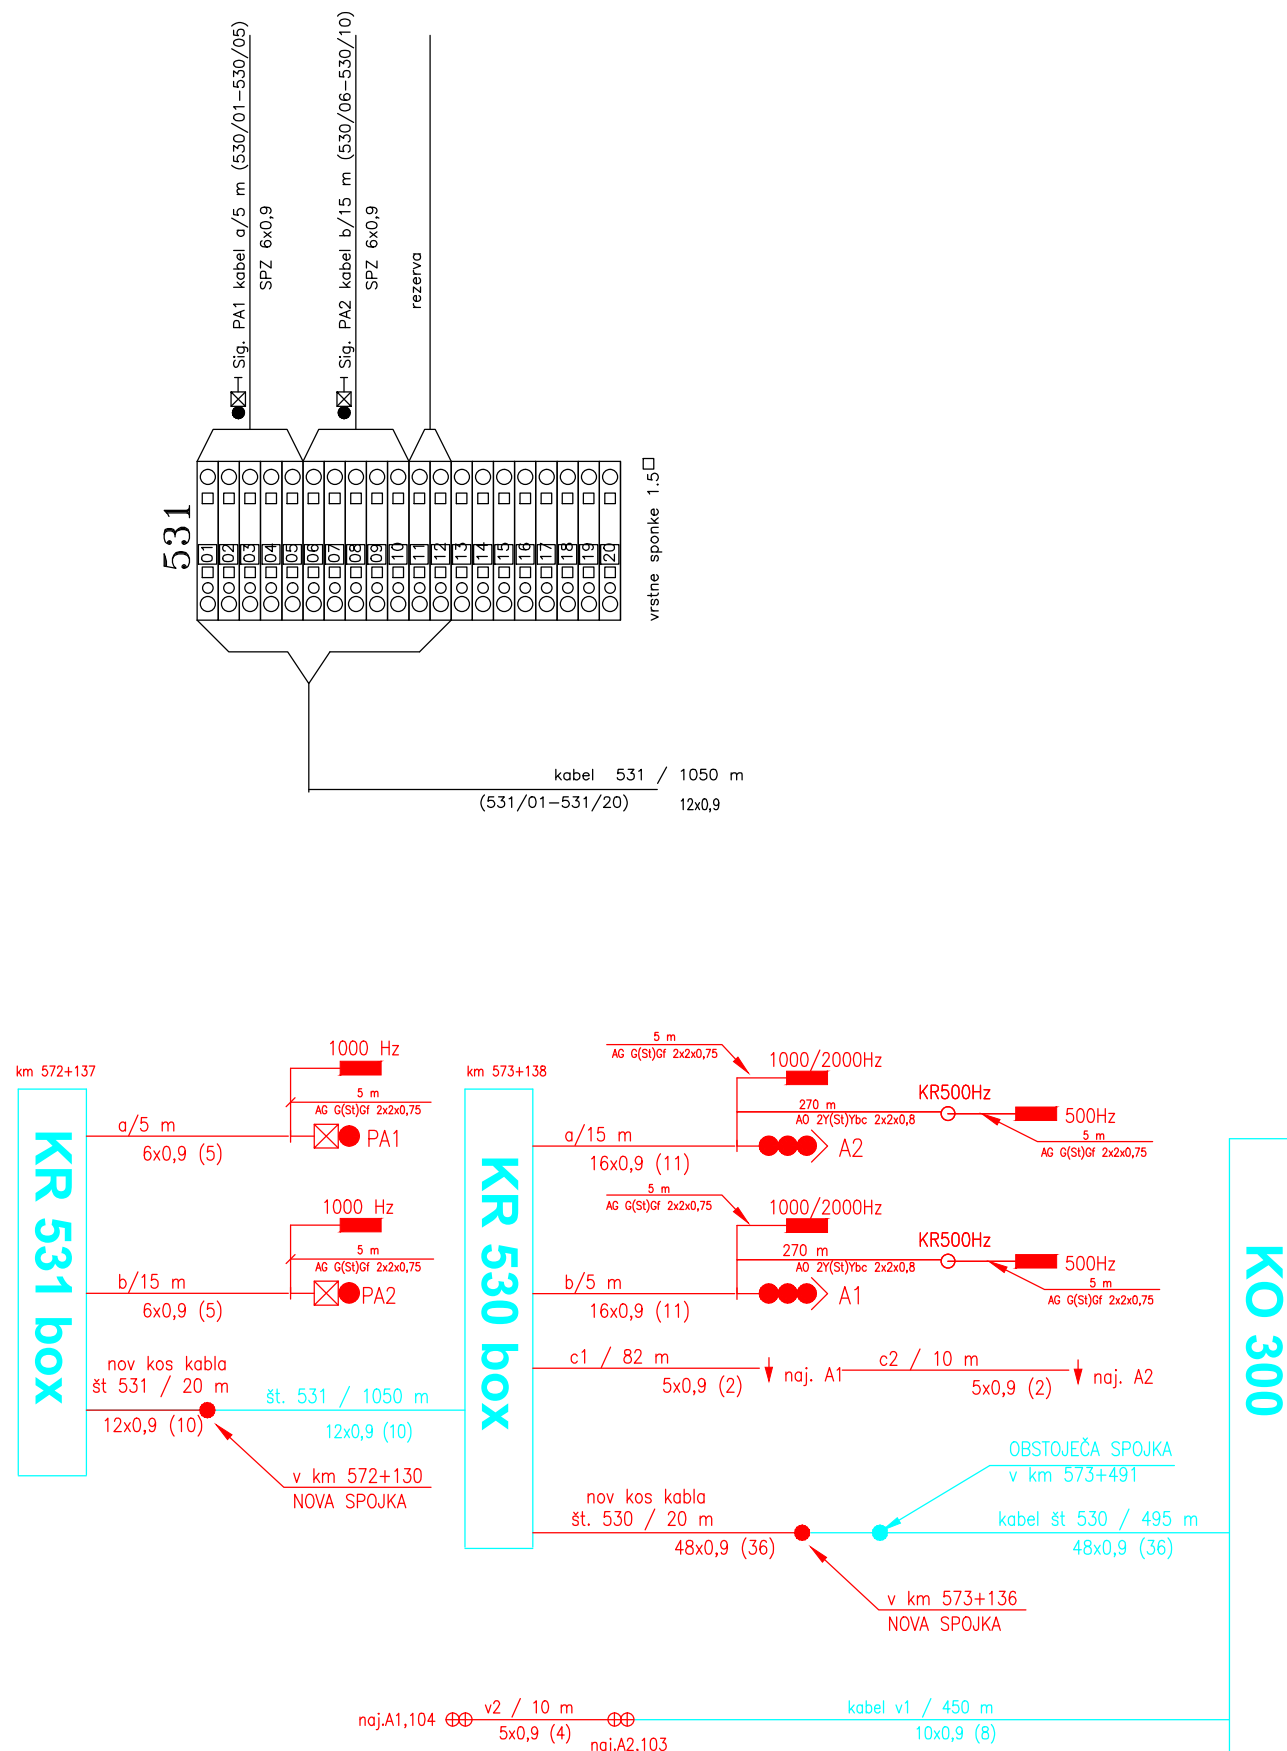 Sig. PA1 kabel a/5 m (530/01-530/05)
SPZ 6x0,9
Sig. PA2 kabel b/15 m (530/06-530/10)
SPZ 6x0,9
rezerva
531
01 02 03 04 05 06 07 08 09 10 11 12 13 14 15 16 17 18 19 20
vrstne sponke 1.5□
kabel 531 / 1050 m
(531/01-531/20) 12x0,9
km 572+137
KR 531 box
1000 Hz
5 m
AG G(St)Gf 2x2x0,75
a/5 m
6x0,9 (5)
PA1
1000 Hz
5 m
AG G(St)Gf 2x2x0,75
b/15 m
6x0,9 (5)
PA2
nov kos kabla
št 531 / 20 m
12x0,9 (10)
št. 531 / 1050 m
12x0,9 (10)
v km 572+130
NOVA SPOJKA
km 573+138
KR 530 box
5 m
AG G(St)Gf 2x2x0,75
1000/2000Hz
270 m
AO 2Y(St)Ybc 2x2x0,8
KR500Hz
500Hz
5 m
AG G(St)Gf 2x2x0,75
a/15 m
16x0,9 (11)
A2
5 m
AG G(St)Gf 2x2x0,75
1000/2000Hz
270 m
AO 2Y(St)Ybc 2x2x0,8
KR500Hz
500Hz
5 m
AG G(St)Gf 2x2x0,75
b/5 m
16x0,9 (11)
A1
c1 / 82 m
5x0,9 (2)
naj. A1
c2 / 10 m
5x0,9 (2)
naj. A2
OBSTOJEČA SPOJKA
v km 573+491
nov kos kabla
št. 530 / 20 m
48x0,9 (36)
kabel št 530 / 495 m
48x0,9 (36)
v km 573+136
NOVA SPOJKA
KO 300
naj.A1,104
v2 / 10 m
5x0,9 (4)
naj.A2,103
kabel v1 / 450 m
10x0,9 (8)